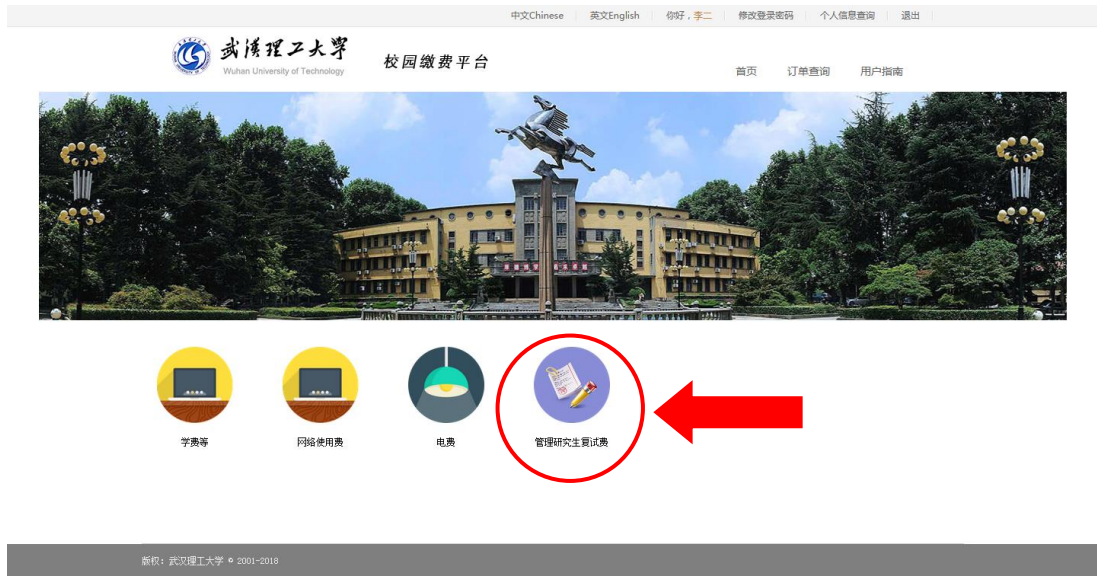 中文Chinese 英文English 你好，李二 修改登录密码 个人信息查询 退出
武汉理工大学
Wuhan University of Technology
校园缴费平台
首页 订单查询 用户指南
学费等 网络使用费 电费 管理研究生复试费
版权：武汉理工大学 © 2001-2018